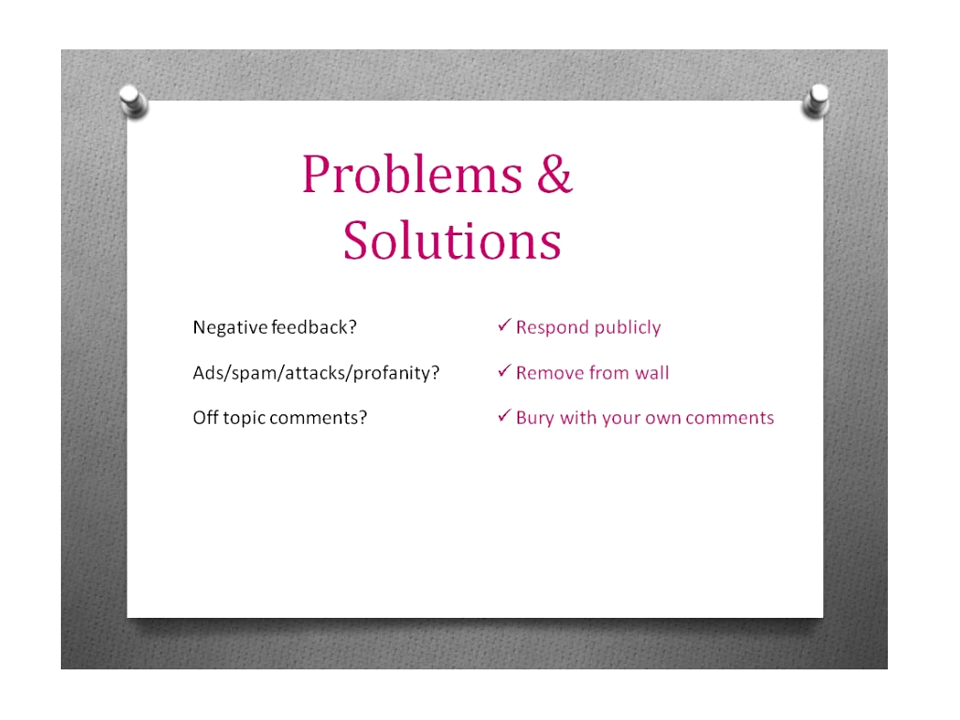 Problems &
Solutions
Negative feedback? ✓ Respond publicly
Ads/spam/attacks/profanity? ✓ Remove from wall
Off topic comments? ✓ Bury with your own comments